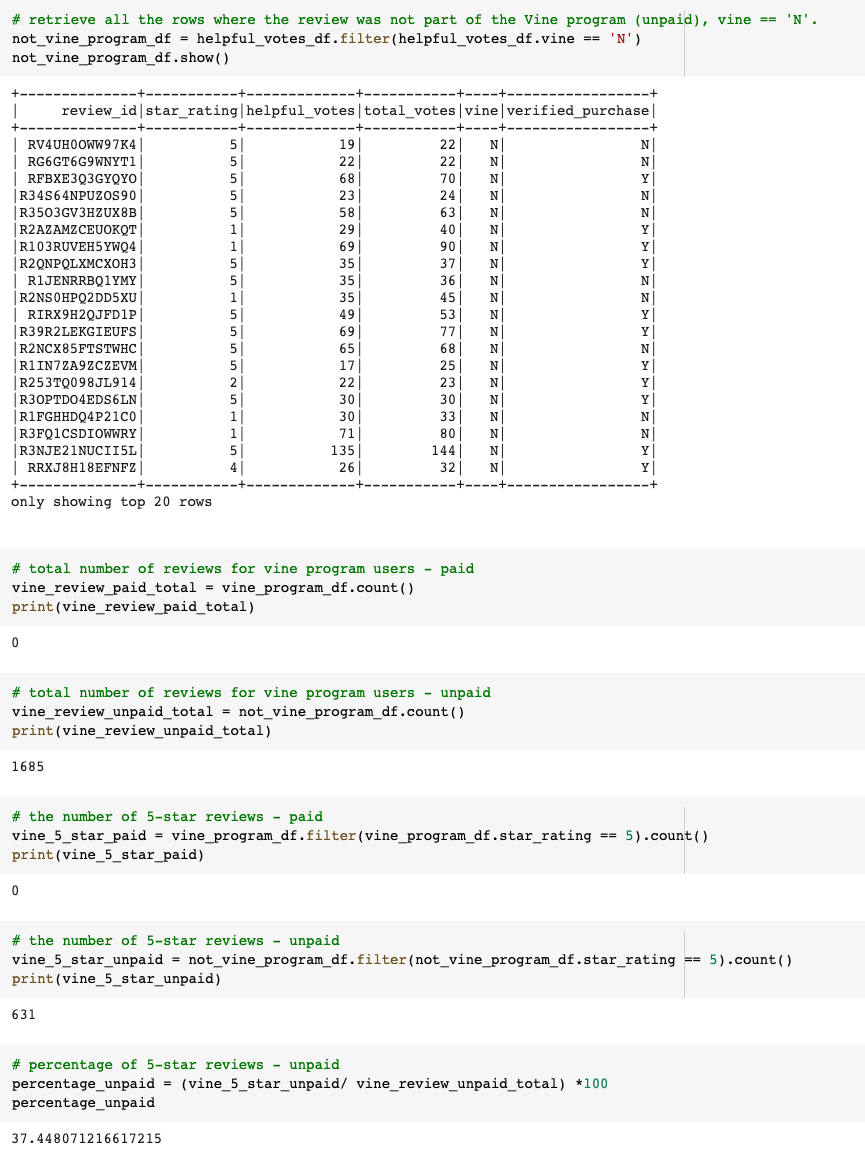 # retrieve all the rows where the review was not part of the Vine program (unpaid), vine == 'N'.
not_vine_program_df = helpful_votes_df.filter(helpful_votes_df.vine == 'N')
not_vine_program_df.show()
+--------------+-----------+-------------+-----------+----+-----------------+
|     review_id|star_rating|helpful_votes|total_votes|vine|verified_purchase|
+--------------+-----------+-------------+-----------+----+-----------------+
| RV4UH0OWW97K4|          5|           19|         22|   N|                N|
| RG6GT6G9WNYT1|          5|           22|         22|   N|                N|
| RFBXE3Q3GYQYO|          5|           68|         70|   N|                Y|
|R34S64NPUZOS90|          5|           23|         24|   N|                N|
|R35O3GV3HZUX8B|          5|           58|         63|   N|                N|
|R2AZAMZCEUOKQT|          1|           29|         40|   N|                Y|
|R103RUVEH5YWQ4|          1|           69|         90|   N|                Y|
|R2QNPQLXMCXOH3|          5|           35|         37|   N|                Y|
| R1JENRRBQ1YMY|          5|           35|         36|   N|                N|
|R2NS0HPQ2DD5XU|          1|           35|         45|   N|                N|
| RIRX9H2QJFD1P|          5|           49|         53|   N|                Y|
|R39R2LEKGIEUFS|          5|           69|         77|   N|                Y|
|R2NCX85FTSTWHC|          5|           65|         68|   N|                N|
|R1IN7ZA9ZCZEVM|          5|           17|         25|   N|                Y|
|R253TQ098JL914|          2|           22|         23|   N|                Y|
|R3OPTDO4EDS6LN|          5|           30|         30|   N|                Y|
|R1FGHHDQ4P21C0|          1|           30|         33|   N|                N|
|R3FQ1CSDIOWWRY|          1|           71|         80|   N|                N|
|R3NJE21NUCII5L|          5|          135|        144|   N|                Y|
| RRXJ8H18EFNFZ|          4|           26|         32|   N|                Y|
+--------------+-----------+-------------+-----------+----+-----------------+
only showing top 20 rows
# total number of reviews for vine program users - paid
vine_review_paid_total = vine_program_df.count()
print(vine_review_paid_total)
0
# total number of reviews for vine program users - unpaid
vine_review_unpaid_total = not_vine_program_df.count()
print(vine_review_unpaid_total)
1685
# the number of 5-star reviews - paid
vine_5_star_paid = vine_program_df.filter(vine_program_df.star_rating == 5).count()
print(vine_5_star_paid)
0
# the number of 5-star reviews - unpaid
vine_5_star_unpaid = not_vine_program_df.filter(not_vine_program_df.star_rating == 5).count()
print(vine_5_star_unpaid)
631
# percentage of 5-star reviews - unpaid
percentage_unpaid = (vine_5_star_unpaid/ vine_review_unpaid_total) *100
percentage_unpaid
37.448071216617215